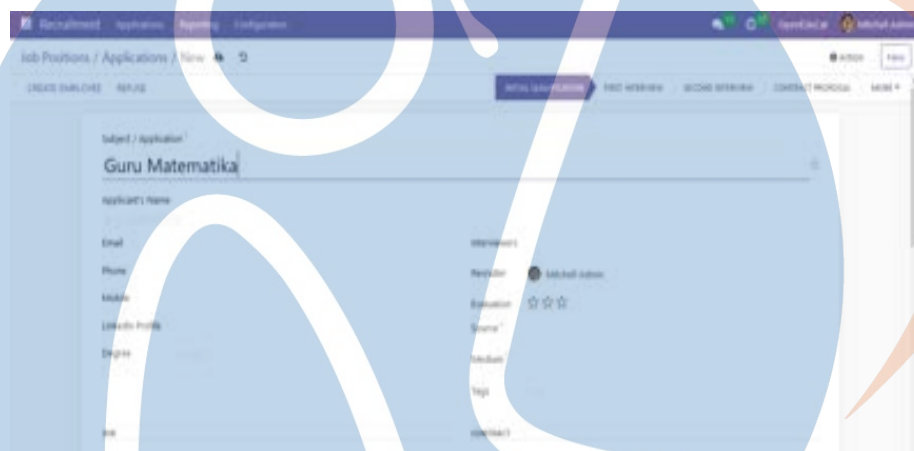 Recruitment Applications Reporting Configuration
Job Positions / Applications / New
CREATE EMPLOYEE REFUSE
INITIAL QUALIFICATION FIRST INTERVIEW SECOND INTERVIEW CONTRACT PROPOSAL MORE
Subject / Application ?
Guru Matematika
Applicant's Name
Email
Interviewers
Phone
Recruiter Mitchell Admin
Mobile
Evaluation
LinkedIn Profile
Source ?
Degree
Medium ?
Tags
JOB
CONTRACT